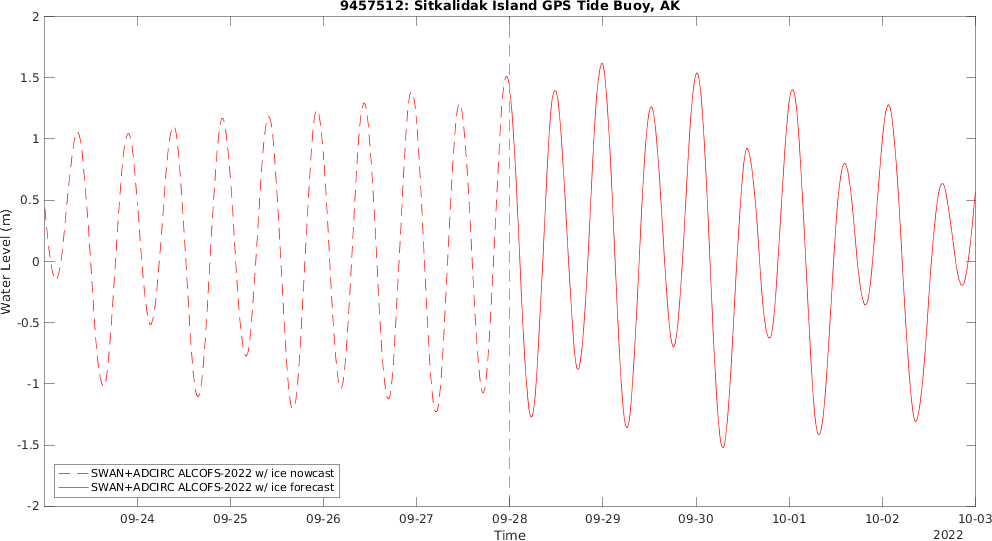 9457512: Sitkalidak Island GPS Tide Buoy, AK
2
1.5
1
0.5
0
-0.5
-1
-1.5
-2
Water Level (m)
SWAN+ADCIRC ALCOFS-2022 w/ ice nowcast
SWAN+ADCIRC ALCOFS-2022 w/ ice forecast
09-24 09-25 09-26 09-27 09-28 09-29 09-30 10-01 10-02 10-03
Time
2022